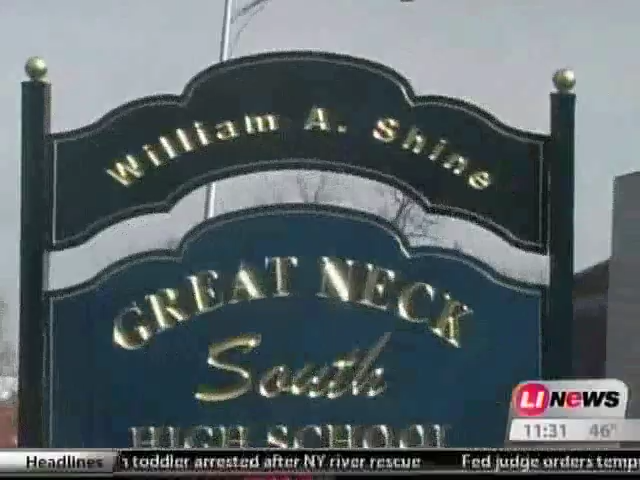 William A. Shine
GREAT NECK
South
HIGH SCHOOL
LI NEWS
11:31 46°
Headlines toddler arrested after NY river rescue Fed judge orders